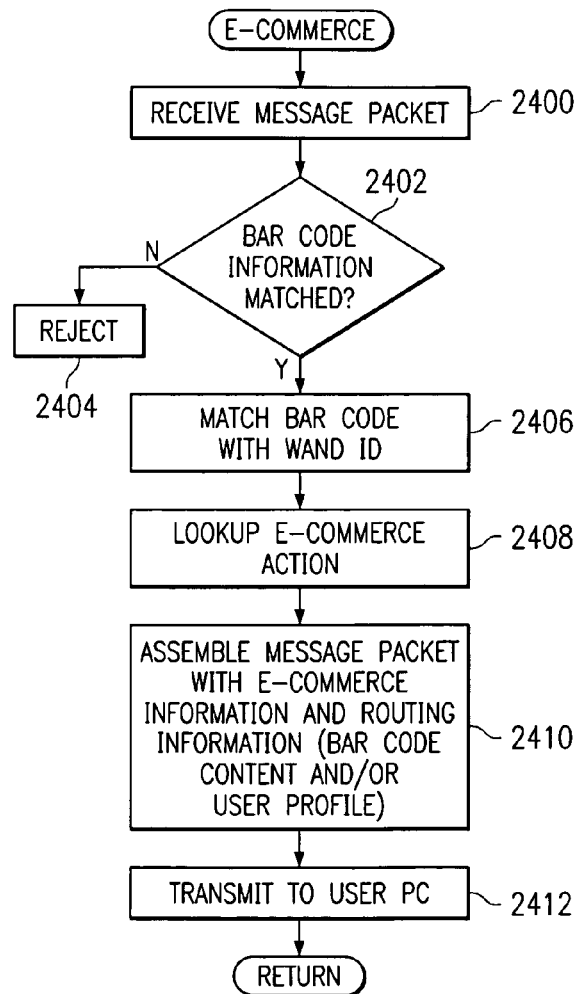 E-COMMERCE
RECEIVE MESSAGE PACKET
2400
2402
BAR CODE
INFORMATION
MATCHED?
N
REJECT
2404
Y
MATCH BAR CODE
WITH WAND ID
2406
LOOKUP E-COMMERCE
ACTION
2408
ASSEMBLE MESSAGE PACKET
WITH E-COMMERCE
INFORMATION AND ROUTING
INFORMATION (BAR CODE
CONTENT AND/OR
USER PROFILE)
2410
TRANSMIT TO USER PC
2412
RETURN